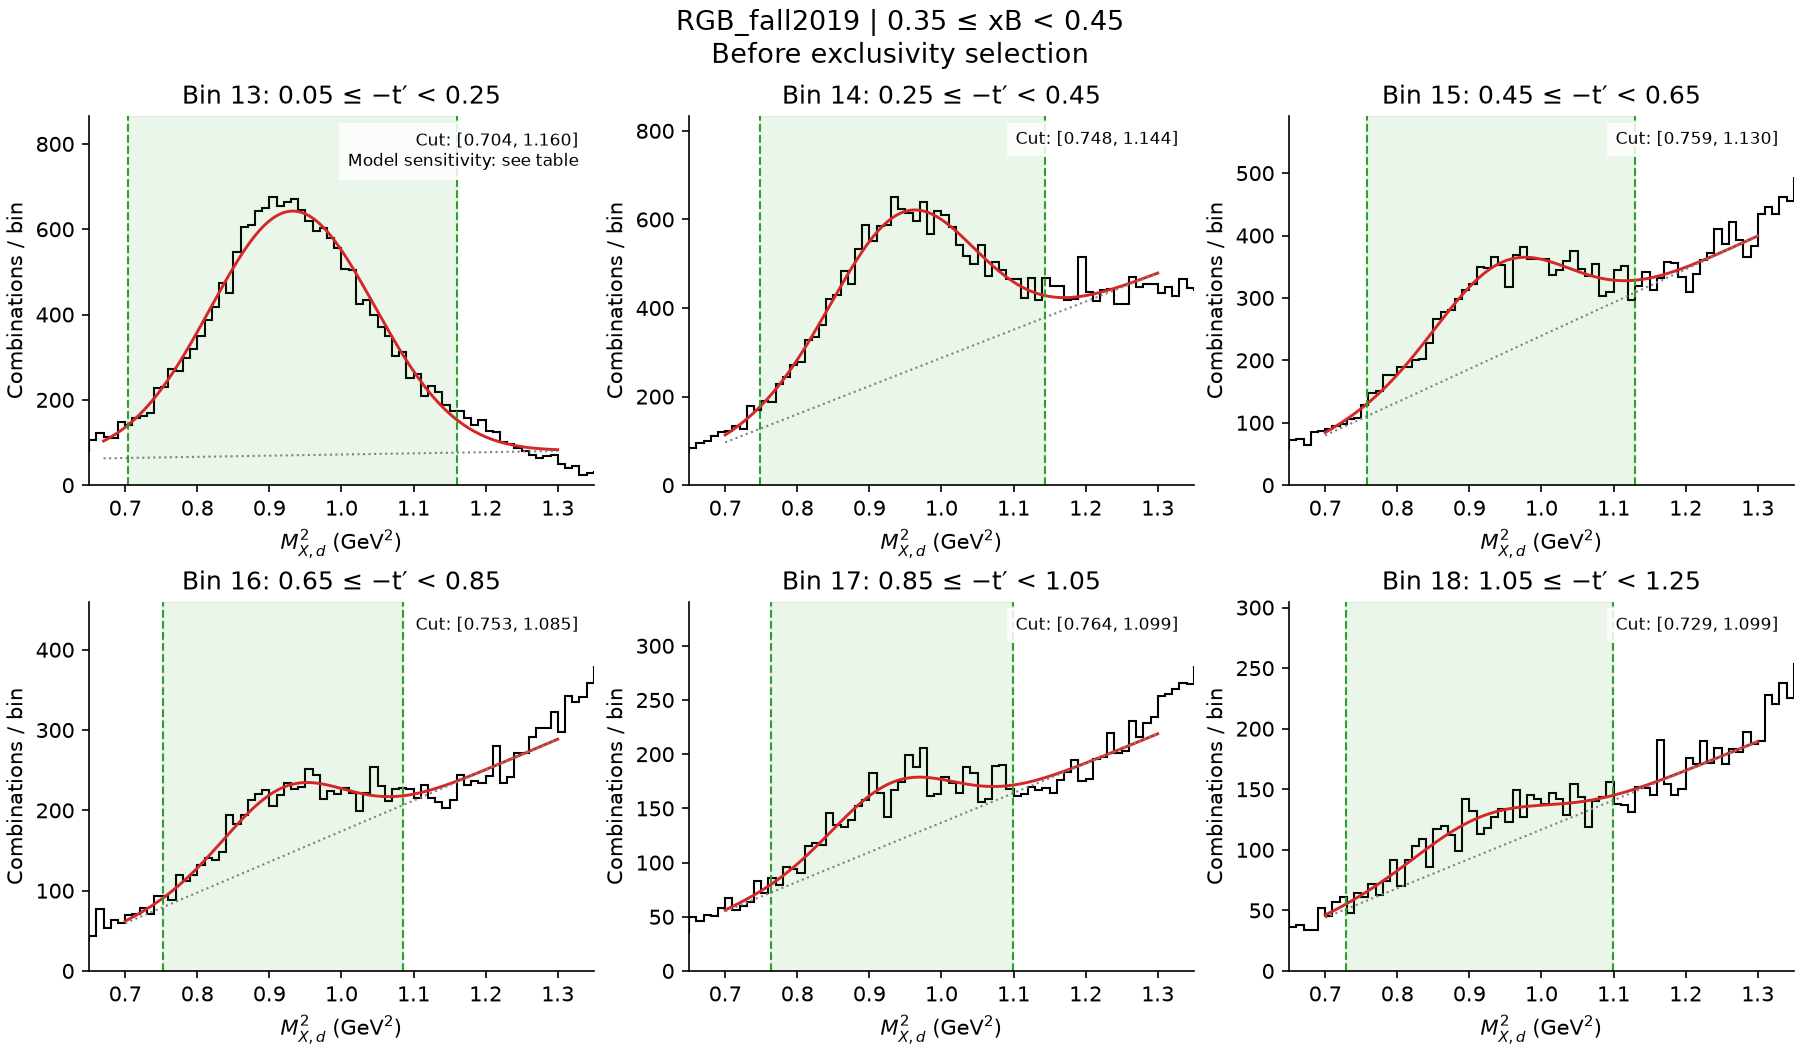 RGB_fall2019 | 0.35 ≤ xB < 0.45
Before exclusivity selection
Bin 13: 0.05 ≤ −t′ < 0.25
Cut: [0.704, 1.160]
Model sensitivity: see table
Combinations / bin
800
600
400
200
0
0.7 0.8 0.9 1.0 1.1 1.2 1.3
M²X,d (GeV²)
Bin 14: 0.25 ≤ −t′ < 0.45
Cut: [0.748, 1.144]
Combinations / bin
800
600
400
200
0
0.7 0.8 0.9 1.0 1.1 1.2 1.3
M²X,d (GeV²)
Bin 15: 0.45 ≤ −t′ < 0.65
Cut: [0.759, 1.130]
Combinations / bin
500
400
300
200
100
0
0.7 0.8 0.9 1.0 1.1 1.2 1.3
M²X,d (GeV²)
Bin 16: 0.65 ≤ −t′ < 0.85
Cut: [0.753, 1.085]
Combinations / bin
400
300
200
100
0
0.7 0.8 0.9 1.0 1.1 1.2 1.3
M²X,d (GeV²)
Bin 17: 0.85 ≤ −t′ < 1.05
Cut: [0.764, 1.099]
Combinations / bin
300
250
200
150
100
50
0
0.7 0.8 0.9 1.0 1.1 1.2 1.3
M²X,d (GeV²)
Bin 18: 1.05 ≤ −t′ < 1.25
Cut: [0.729, 1.099]
Combinations / bin
300
250
200
150
100
50
0
0.7 0.8 0.9 1.0 1.1 1.2 1.3
M²X,d (GeV²)